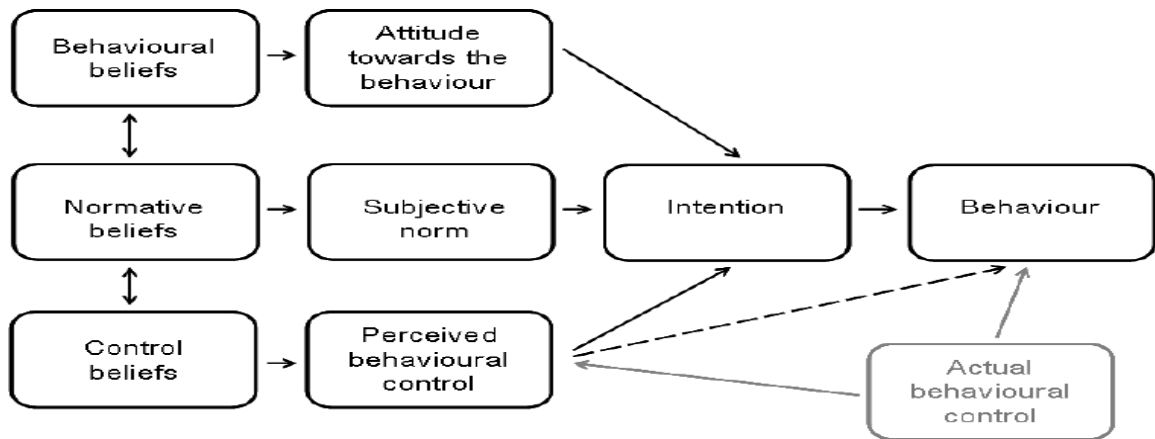 Behavioural
beliefs
Attitude
towards the
behaviour
Normative
beliefs
Subjective
norm
Intention
Behaviour
Control
beliefs
Perceived
behavioural
control
Actual
behavioural
control